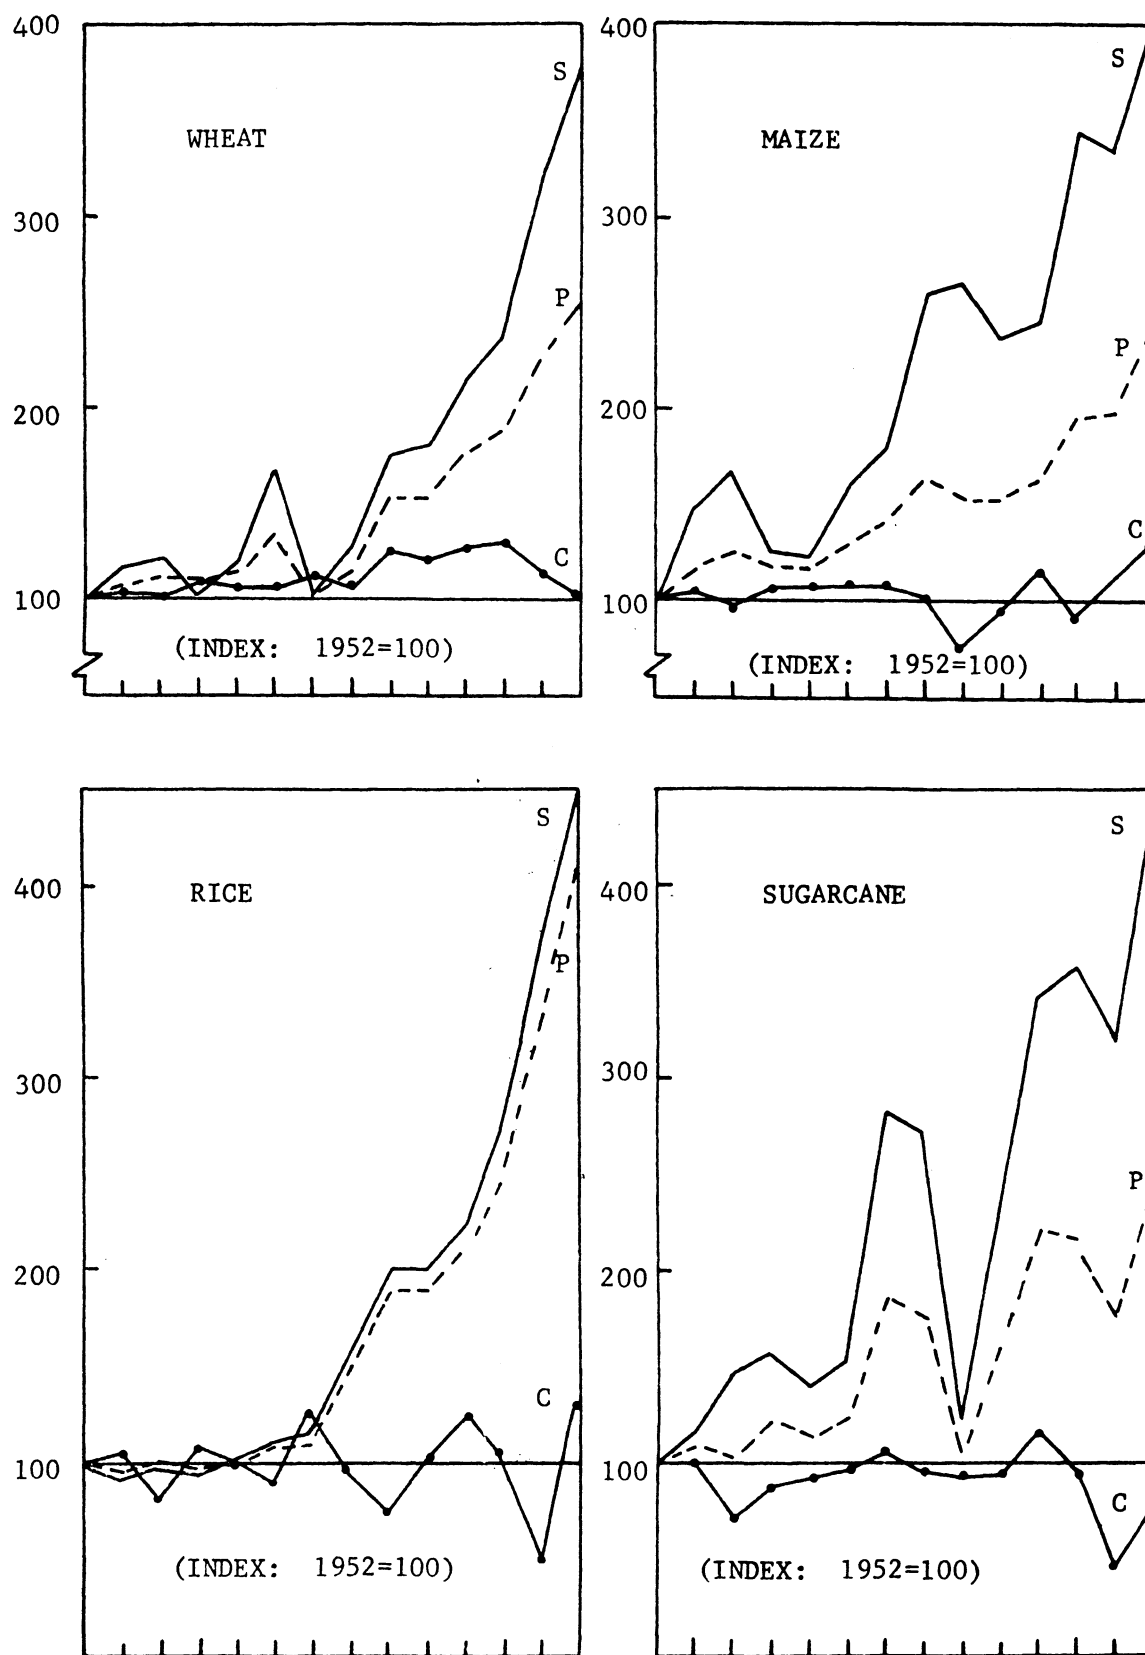 400
S
WHEAT
300
P
200
C
100
(INDEX: 1952=100)
400
S
MAIZE
300
P
200
C
100
(INDEX: 1952=100)
S
400
RICE
P
300
200
C
100
(INDEX: 1952=100)
S
400
SUGARCANE
300
P
200
100
C
(INDEX: 1952=100)